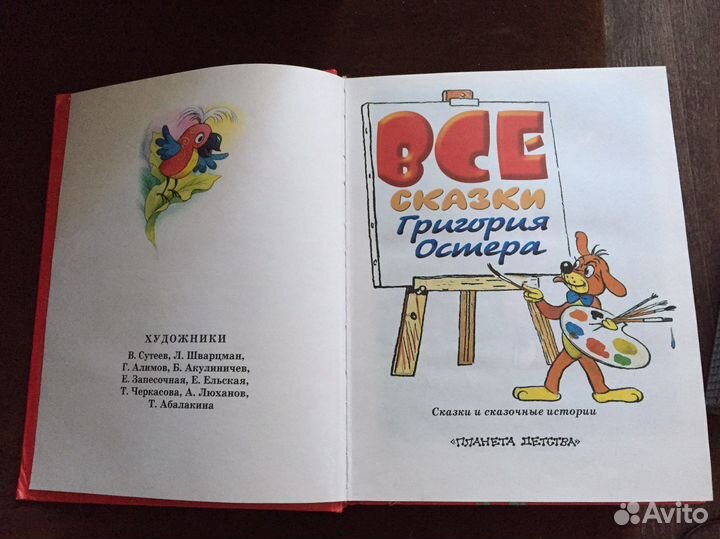 ХУДОЖНИКИ
В. Сутеев, Л. Шварцман,
Г. Алимов, Б. Акулиничев,
Е. Запесочная, Е. Ельская,
Т. Черкасова, А. Люханов,
Т. Абалакина
ВСЕ
СКАЗКИ
Григория
Остера
Сказки и сказочные истории
«ПЛАНЕТА ДЕТСТВА»
Avito